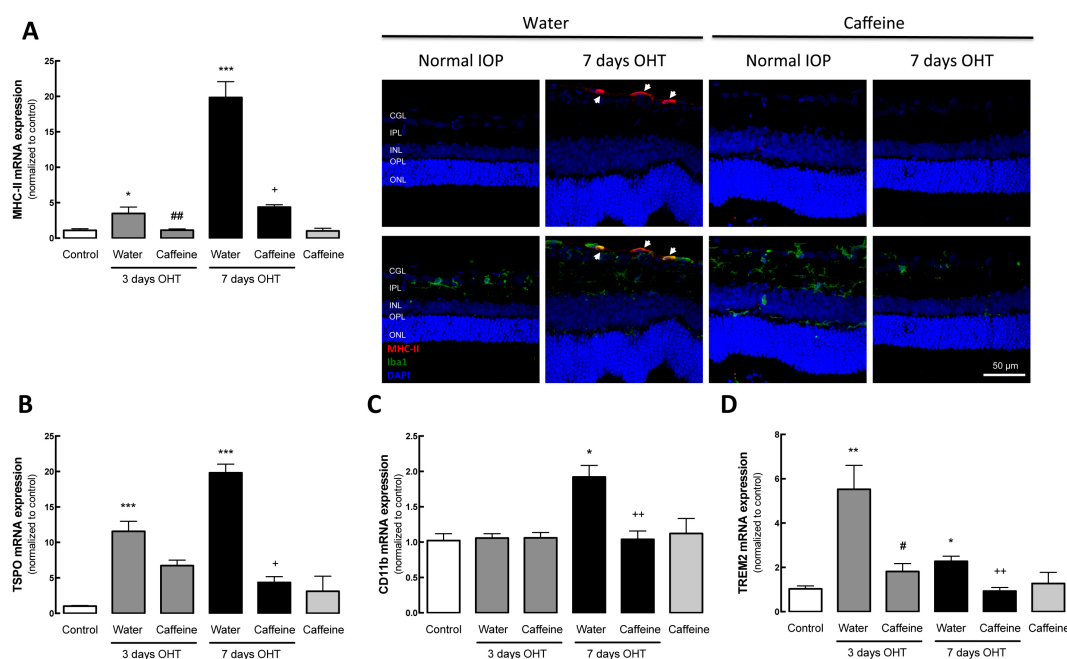 A
MHC-II mRNA expression
(normalized to control)
25
20
15
10
5
0
*
##
***
+
Control
Water
Caffeine
Water
Caffeine
Caffeine
3 days OHT
7 days OHT
Water
Caffeine
Normal IOP
7 days OHT
Normal IOP
7 days OHT
CGL
IPL
INL
OPL
ONL
CGL
IPL
INL
OPL
ONL
MHC-II
Iba1
DAPI
50 µm
B
TSPO mRNA expression
(normalized to control)
25
20
15
10
5
0
***
***
+
Control
Water
Caffeine
Water
Caffeine
Caffeine
3 days OHT
7 days OHT
C
CD11b mRNA expression
(normalized to control)
2.5
2.0
1.5
1.0
0.5
0.0
*
++
Control
Water
Caffeine
Water
Caffeine
Caffeine
3 days OHT
7 days OHT
D
TREM2 mRNA expression
(normalized to control)
8
6
4
2
0
**
#
*
++
Control
Water
Caffeine
Water
Caffeine
Caffeine
3 days OHT
7 days OHT